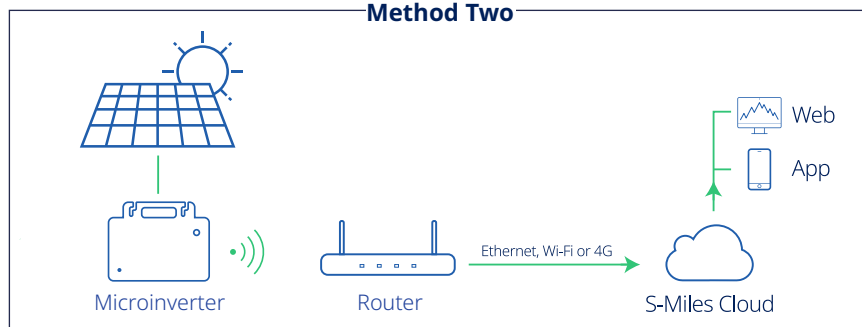 Method Two
Web
App
Ethernet, Wi-Fi or 4G
Microinverter
Router
S-Miles Cloud